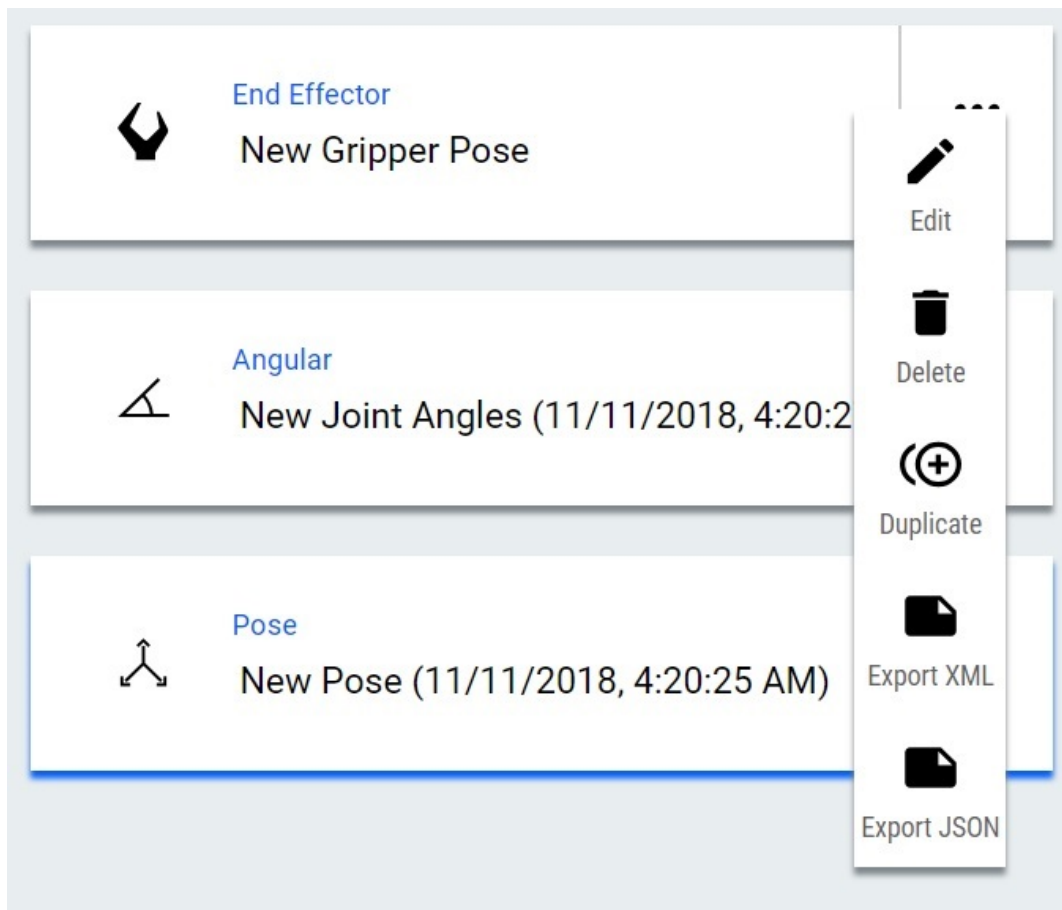 End Effector
New Gripper Pose
Edit
Delete
Angular
New Joint Angles (11/11/2018, 4:20:2
Duplicate
Pose
New Pose (11/11/2018, 4:20:25 AM)
Export XML
Export JSON